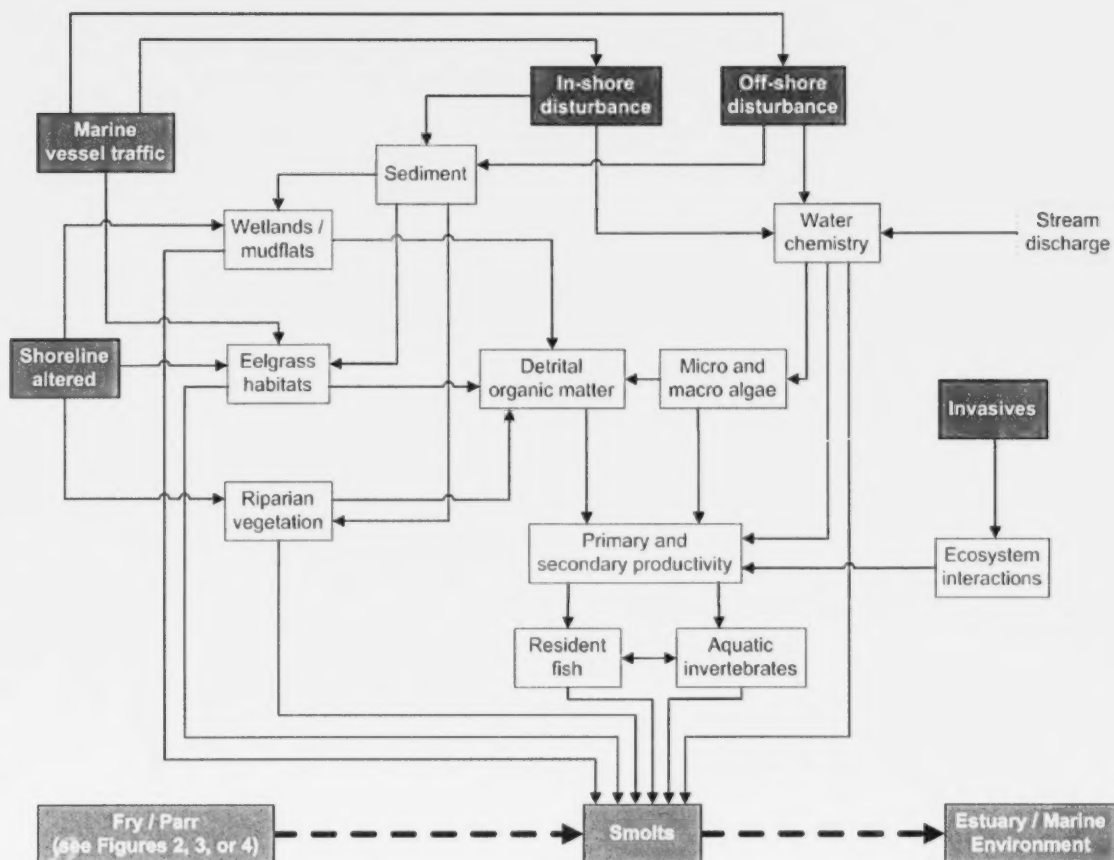 In-shore
disturbance
Off-shore
disturbance
Marine
vessel traffic
Sediment
Wetlands /
mudflats
Water
chemistry
Stream
discharge
Shoreline
altered
Eelgrass
habitats
Detrital
organic matter
Micro and
macro algae
Invasives
Riparian
vegetation
Primary and
secondary productivity
Ecosystem
interactions
Resident
fish
Aquatic
invertebrates
Fry / Parr
(see Figures 2, 3, or 4)
Smolts
Estuary / Marine
Environment